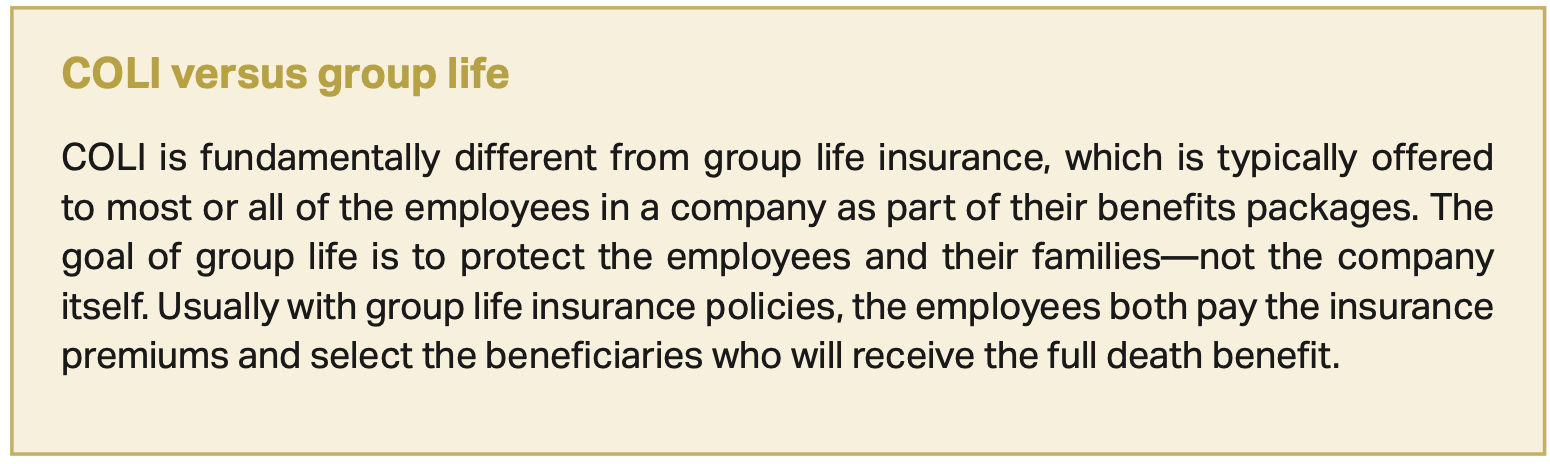 COLI versus group life
COLI is fundamentally different from group life insurance, which is typically offered
to most or all of the employees in a company as part of their benefits packages. The
goal of group life is to protect the employees and their families—not the company
itself. Usually with group life insurance policies, the employees both pay the insurance
premiums and select the beneficiaries who will receive the full death benefit.